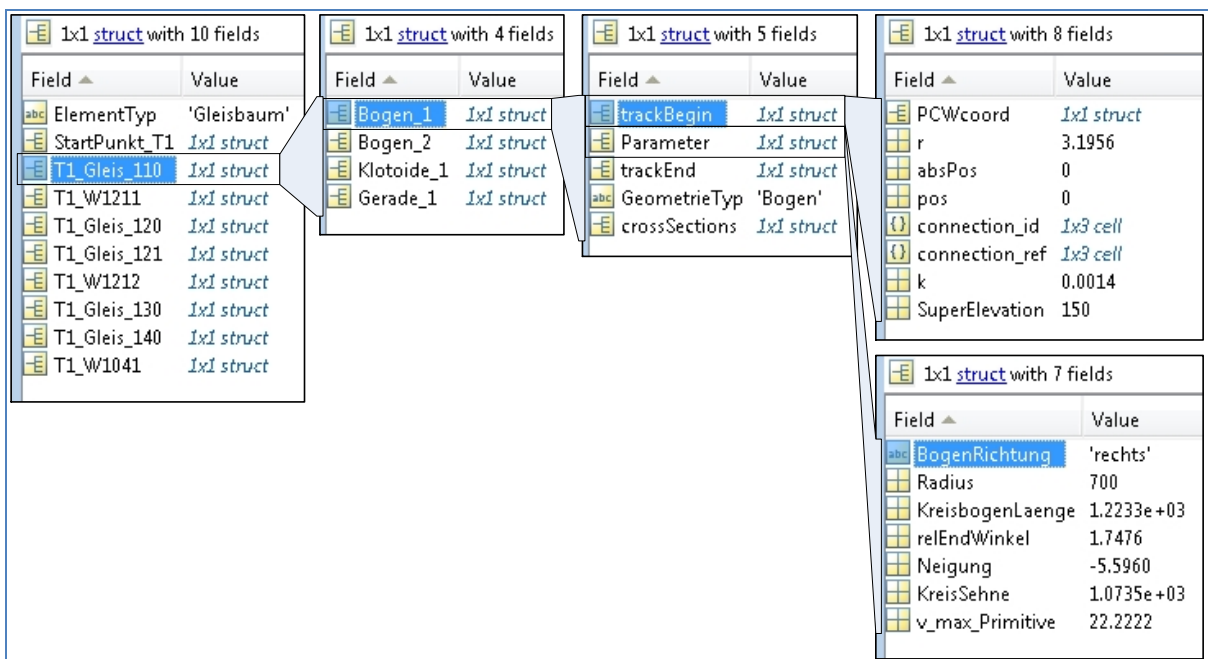 1x1 struct with 10 fields
Field Value
abc ElementTyp 'Gleisbaum'
StartPunkt_T1 1x1 struct
T1_Gleis_110 1x1 struct
T1_W1211 1x1 struct
T1_Gleis_120 1x1 struct
T1_Gleis_121 1x1 struct
T1_W1212 1x1 struct
T1_Gleis_130 1x1 struct
T1_Gleis_140 1x1 struct
T1_W1041 1x1 struct
1x1 struct with 4 fields
Field Value
Bogen_1 1x1 struct
Bogen_2 1x1 struct
Klotoide_1 1x1 struct
Gerade_1 1x1 struct
1x1 struct with 5 fields
Field Value
trackBegin 1x1 struct
Parameter 1x1 struct
trackEnd 1x1 struct
abc GeometrieTyp 'Bogen'
crossSections 1x1 struct
1x1 struct with 8 fields
Field Value
PCWcoord 1x1 struct
r 3.1956
absPos 0
pos 0
{} connection_id 1x3 cell
{} connection_ref 1x3 cell
k 0.0014
SuperElevation 150
1x1 struct with 7 fields
Field Value
abc BogenRichtung 'rechts'
Radius 700
KreisbogenLaenge 1.2233e+03
relEndWinkel 1.7476
Neigung -5.5960
KreisSehne 1.0735e+03
v_max_Primitive 22.2222